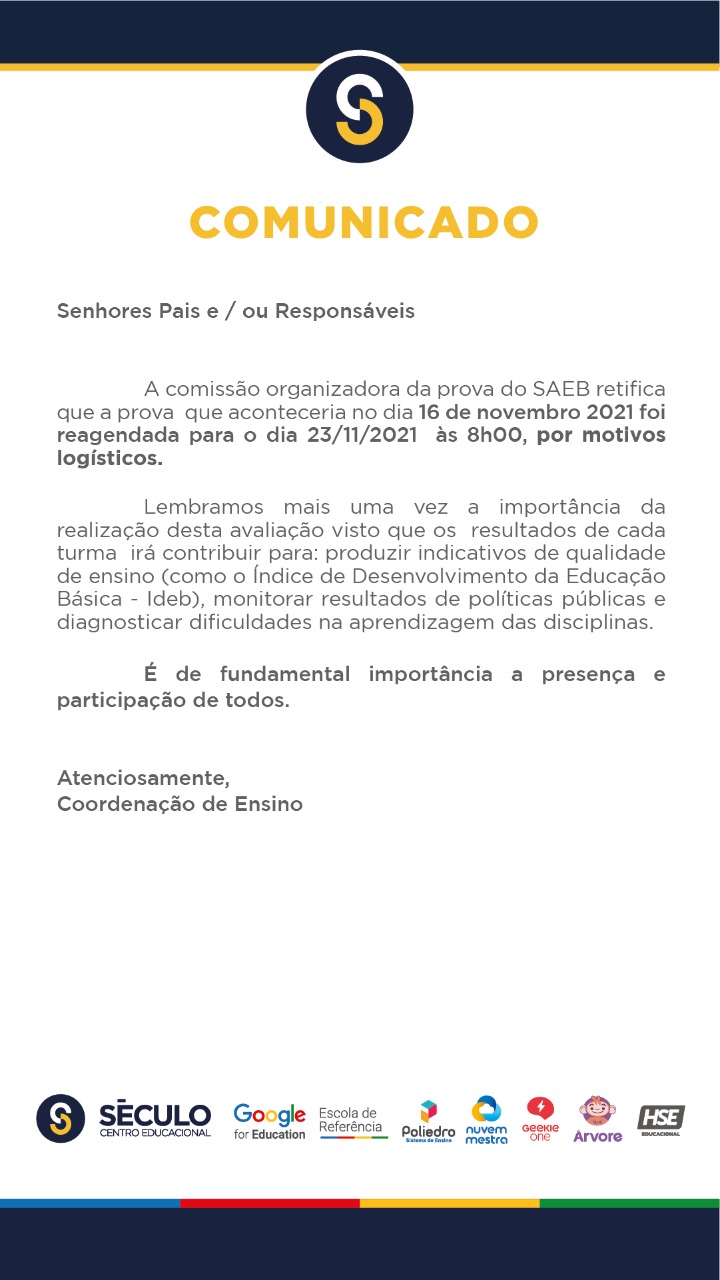 COMUNICADO
Senhores Pais e / ou Responsáveis
A comissão organizadora da prova do SAEB retifica
que a prova que aconteceria no dia 16 de novembro 2021 foi
reagendada para o dia 23/11/2021 às 8h00, por motivos
logísticos.
Lembramos mais uma vez a importância da
realização desta avaliação visto que os resultados de cada
turma irá contribuir para: produzir indicativos de qualidade
de ensino (como o Índice de Desenvolvimento da Educação
Básica - Ideb), monitorar resultados de políticas públicas e
diagnosticar dificuldades na aprendizagem das disciplinas.
É de fundamental importância a presença e
participação de todos.
Atenciosamente,
Coordenação de Ensino
SÉCULO
CENTRO EDUCACIONAL
Google
for Education
Escola de
Referência
Poliedro
Sistema de Ensino
nuvem
mestra
GEEKIE
ONE
Árvore
HSE
EDUCACIONAL